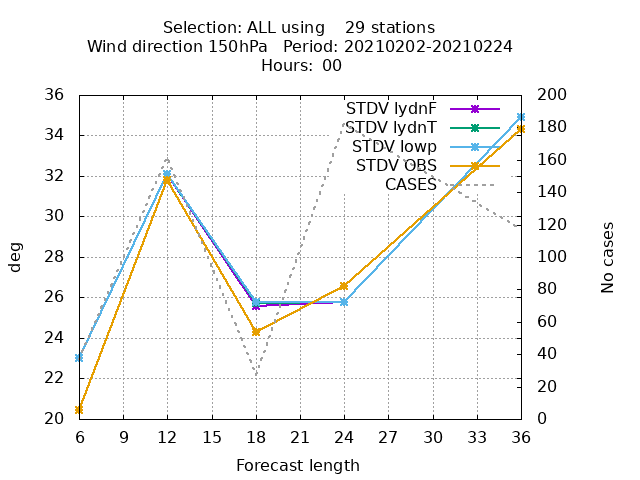 Selection: ALL using    29 stations
Wind direction 150hPa   Period: 20210202-20210224
Hours: 00
36
34
32
30
28
26
24
22
20
deg
200
180
160
140
120
100
80
60
40
20
0
No cases
STDV lydnF
STDV lydnT
STDV lowp
STDV OBS
CASES
6 9 12 15 18 21 24 27 30 33 36
Forecast length